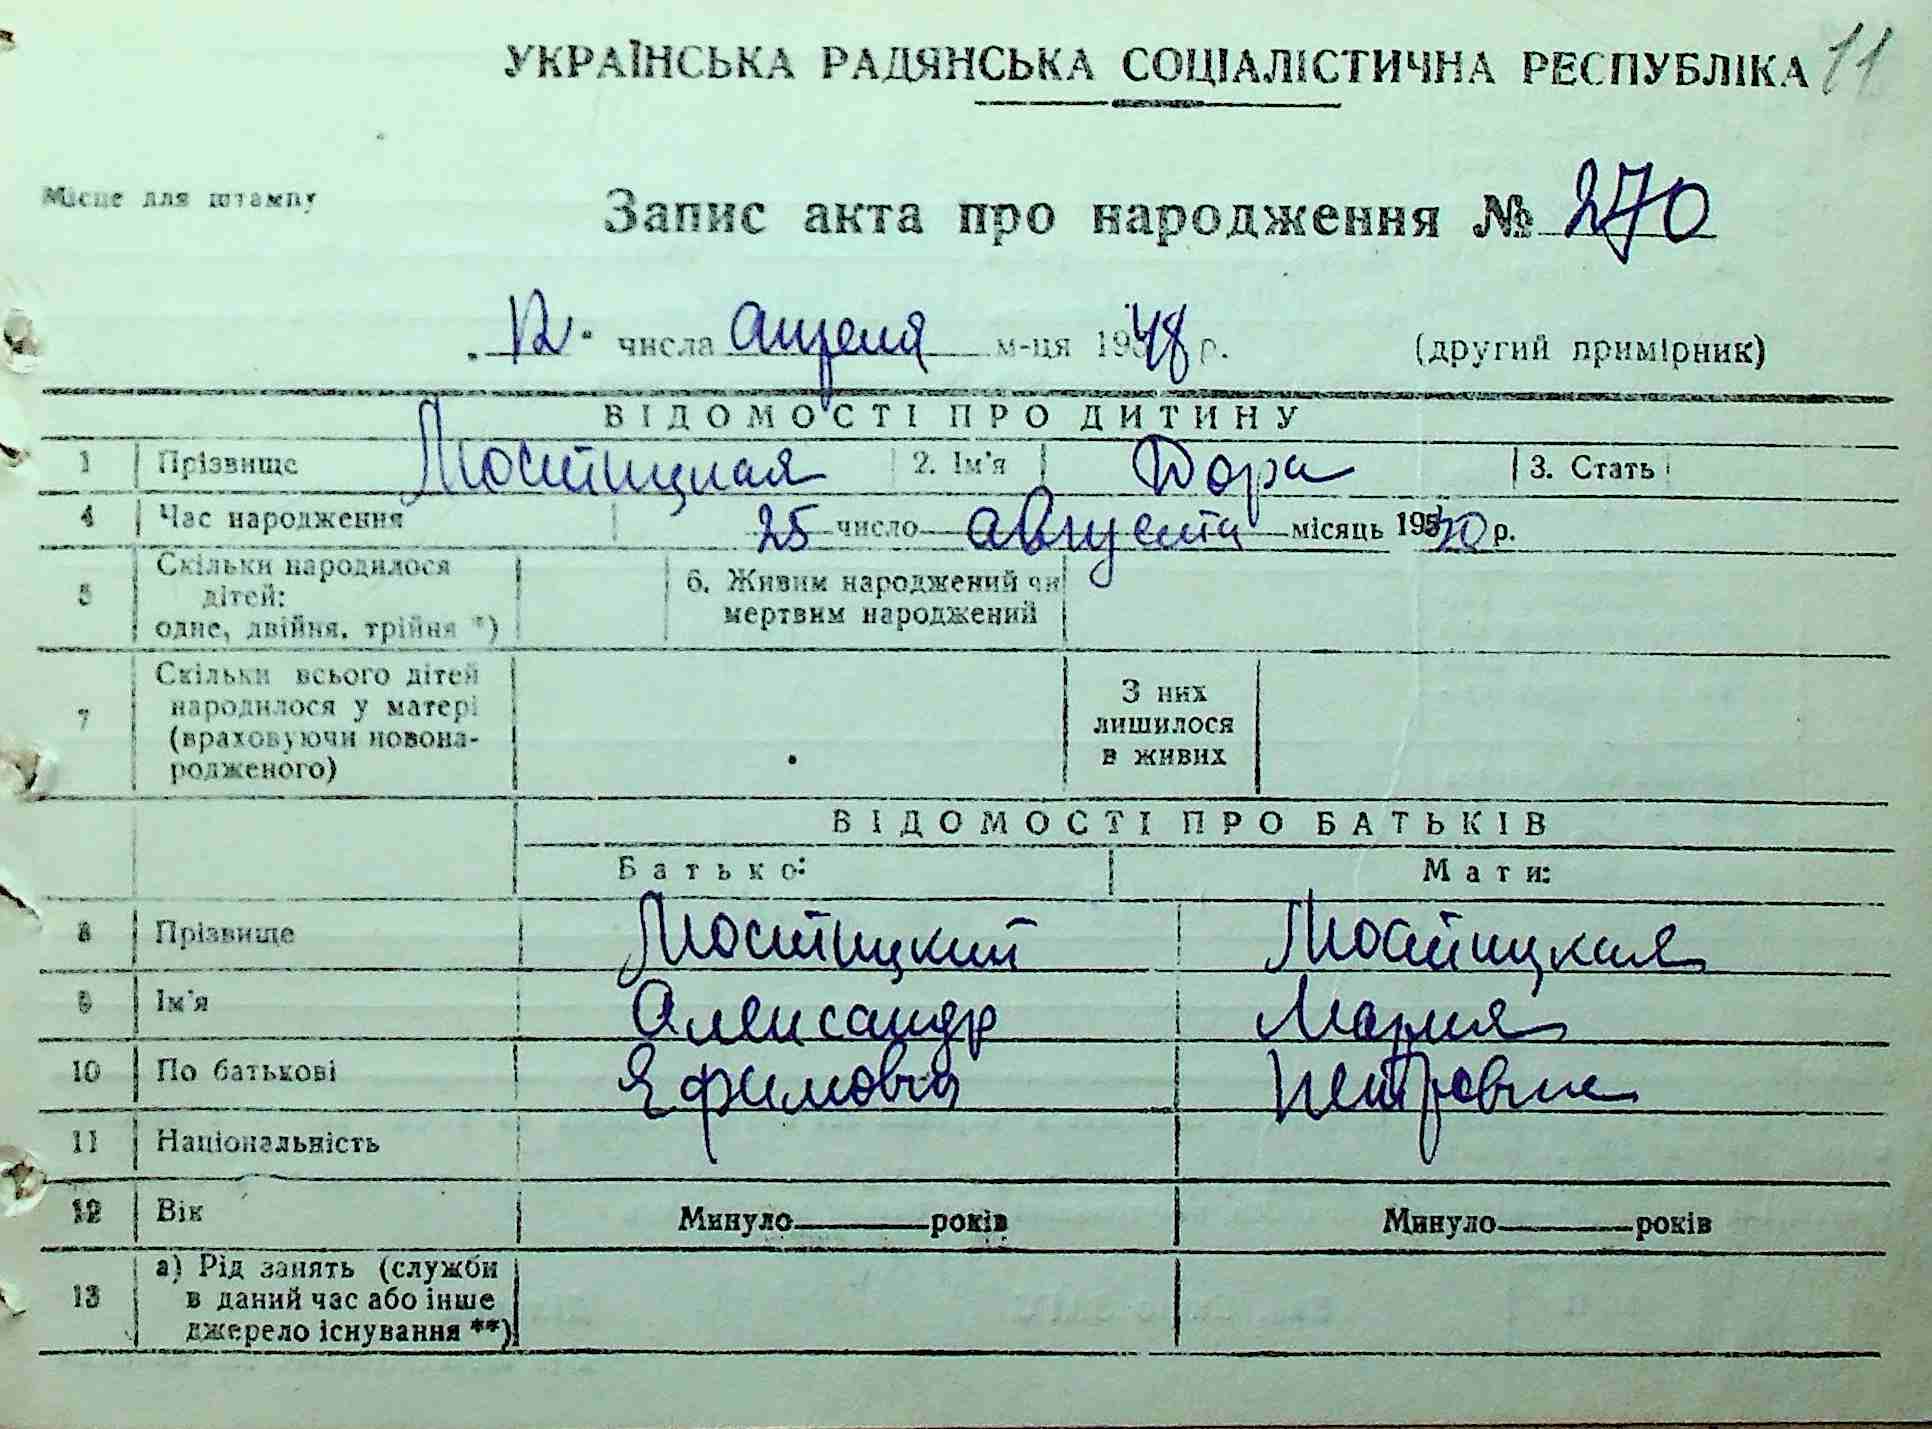 11
УКРАЇНСЬКА РАДЯНСЬКА СОЦІАЛІСТИЧНА РЕСПУБЛІКА
Місце для штампу
Запис акта про народження № 270
"12" числа апреля м-ця 1948 р. (другий примірник)
ВІДОМОСТІ ПРО ДИТИНУ
1 Прізвище Мостицкая 2. Ім'я Дора 3. Стать
4 Час народження 25 число августа місяць 19 р.
5 Скільки народилося дітей: одне, двійня, трійня *) 6. Живим народжений чи мертвим народжений
7 Скільки всього дітей народилося у матері (враховуючи новонародженого) З них лишилося в живих
ВІДОМОСТІ ПРО БАТЬКІВ
Батько: Мати:
8 Прізвище Мостицкий Мостицкая
9 Ім'я Александр Мария
10 По батькові Ефимович Петровна
11 Національність
12 Вік Минуло років Минуло років
13 а) Рід занять (служби в даний час або інше джерело існування **)